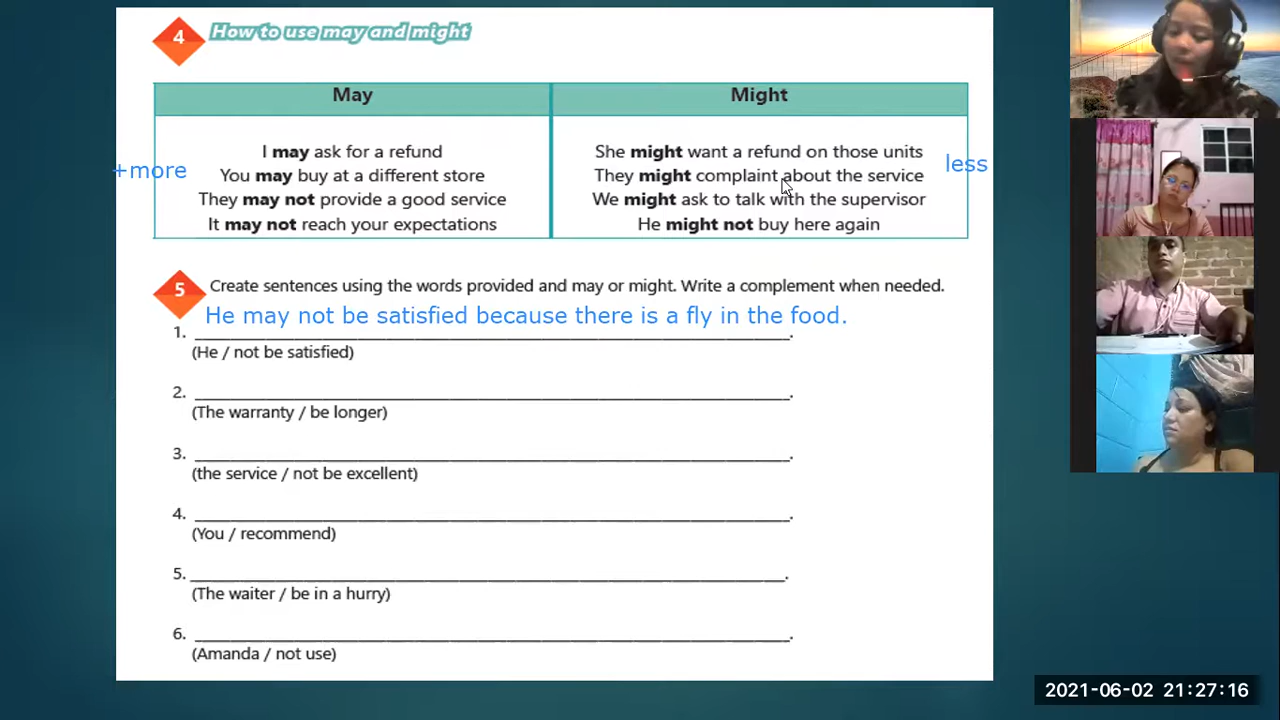 4 How to use may and might
May Might
I may ask for a refund
You may buy at a different store
They may not provide a good service
It may not reach your expectations
She might want a refund on those units
They might complaint about the service
We might ask to talk with the supervisor
He might not buy here again
+more
less
5 Create sentences using the words provided and may or might. Write a complement when needed.
He may not be satisfied because there is a fly in the food.
1. ______.
(He / not be satisfied)
2. ______.
(The warranty / be longer)
3. ______.
(the service / not be excellent)
4. ______.
(You / recommend)
5. ______.
(The waiter / be in a hurry)
6. ______.
(Amanda / not use)
2021-06-02 21:27:16